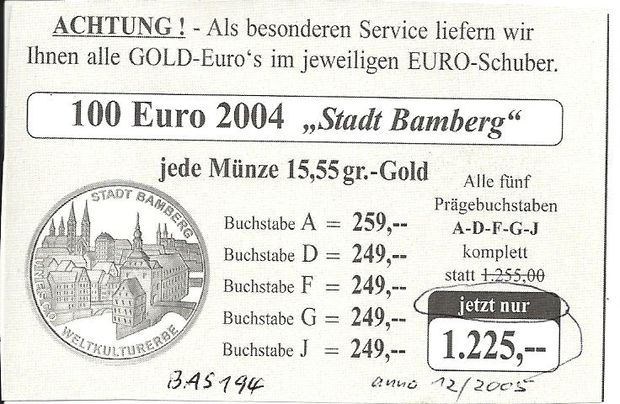 ACHTUNG ! - Als besonderen Service liefern wir
Ihnen alle GOLD-Euro‘s im jeweiligen EURO-Schuber.
100 Euro 2004 „Stadt Bamberg“
jede Münze 15,55gr.-Gold
STADT BAMBERG
UNESCO WELTKULTURERBE
Buchstabe A = 259,--
Buchstabe D = 249,--
Buchstabe F = 249,--
Buchstabe G = 249,--
Buchstabe J = 249,--
Alle fünf
Prägebuchstaben
A-D-F-G-J
komplett
statt 1.255,00
jetzt nur
1.225,--
BAS194
anno 12/2005